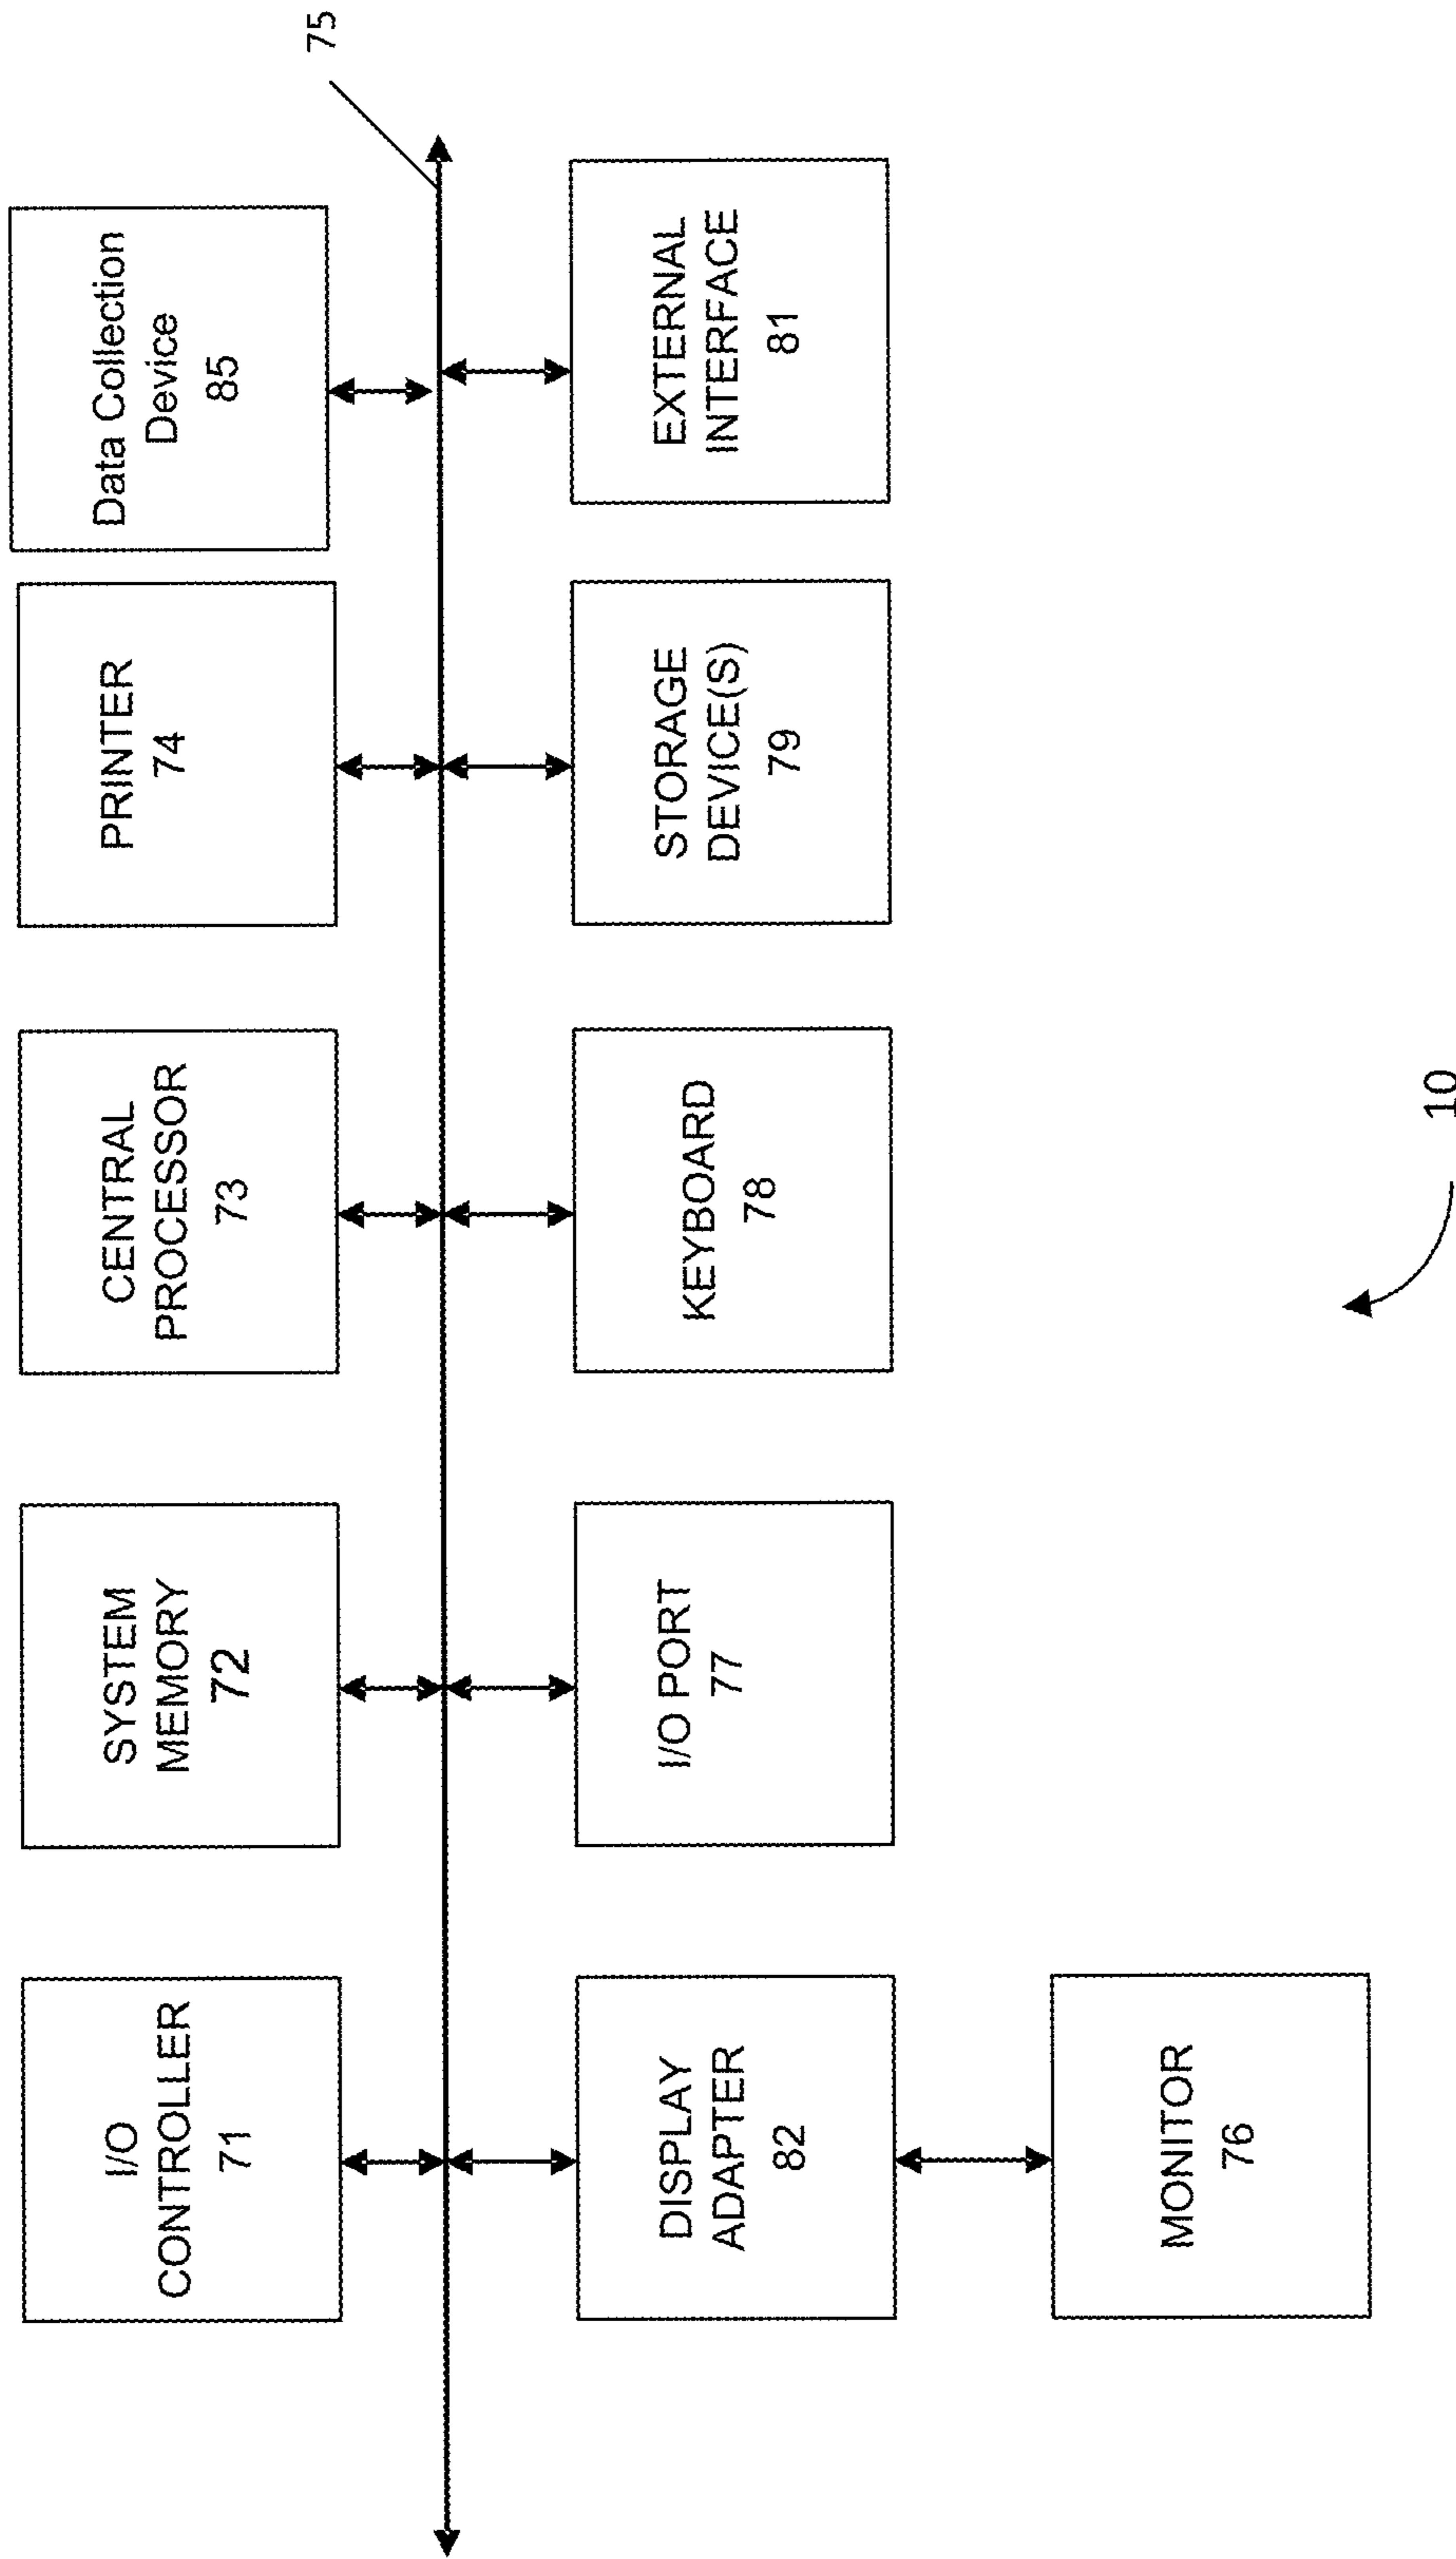 75
I/O
CONTROLLER
71
SYSTEM
MEMORY
72
CENTRAL
PROCESSOR
73
PRINTER
74
Data Collection
Device
85
DISPLAY
ADAPTER
82
I/O PORT
77
KEYBOARD
78
STORAGE
DEVICE(S)
79
EXTERNAL
INTERFACE
81
MONITOR
76
10